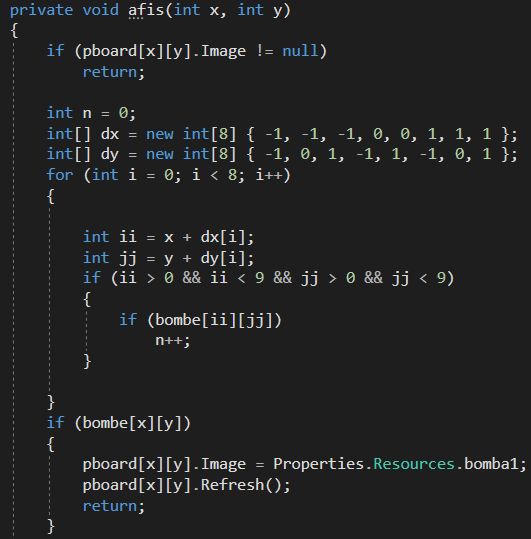 private void afis(int x, int y)
{
    if (pboard[x][y].Image != null)
        return;

    int n = 0;
    int[] dx = new int[8] { -1, -1, -1, 0, 0, 1, 1, 1 };
    int[] dy = new int[8] { -1, 0, 1, -1, 1, -1, 0, 1 };
    for (int i = 0; i < 8; i++)
    {

        int ii = x + dx[i];
        int jj = y + dy[i];
        if (ii > 0 && ii < 9 && jj > 0 && jj < 9)
        {
            if (bombe[ii][jj])
                n++;
        }

    }
    if (bombe[x][y])
    {
        pboard[x][y].Image = Properties.Resources.bomba1;
        pboard[x][y].Refresh();
        return;
    }